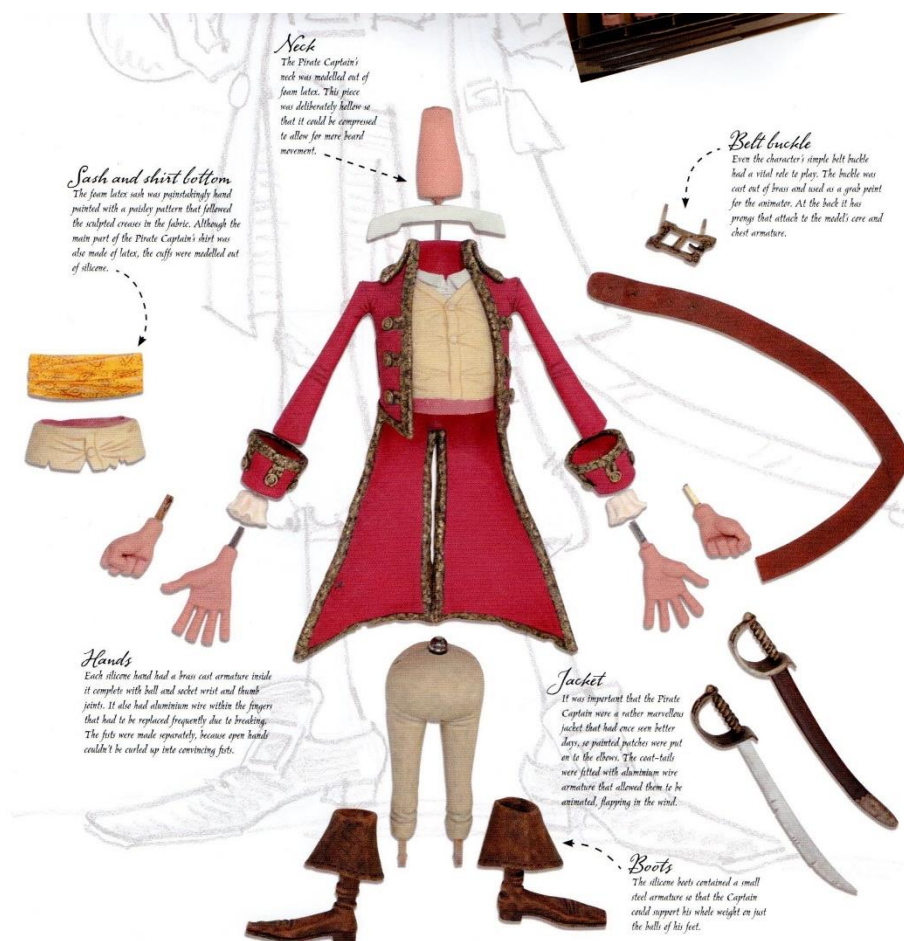 Neck
The Pirate Captain's
neck was modelled out of
foam latex. This piece
was deliberately hollow so
that it could be compressed
to allow for more beard
movement.
Belt buckle
Even the character's simple belt buckle
had a vital role to play. The buckle was
cast out of brass and used as a grab point
for the animator. At the back it has
prongs that attach to the model's core and
chest armature.
Sash and shirt bottom
The foam latex sash was painstakingly hand
painted with a paisley pattern that followed
the sculpted creases in the fabric. Although the
main part of the Pirate Captain's shirt was
also made of latex, the cuffs were modelled out
of silicone.
Hands
Each silicone hand had a brass cast armature inside
it complete with ball and socket wrist and thumb
joints. It also had aluminium wire within the fingers
that had to be replaced frequently due to breaking.
The fists were made separately, because open hands
couldn't be curled up into convincing fists.
Jacket
It was important that the Pirate
Captain wore a rather marvellous
jacket that had once seen better
days, so painted patches were put
on to the elbows. The coat-tails
were fitted with aluminium wire
armature that allowed them to be
animated, flapping in the wind.
Boots
The silicone boots contained a small
steel armature so that the Captain
could support his whole weight on just
the balls of his feet.